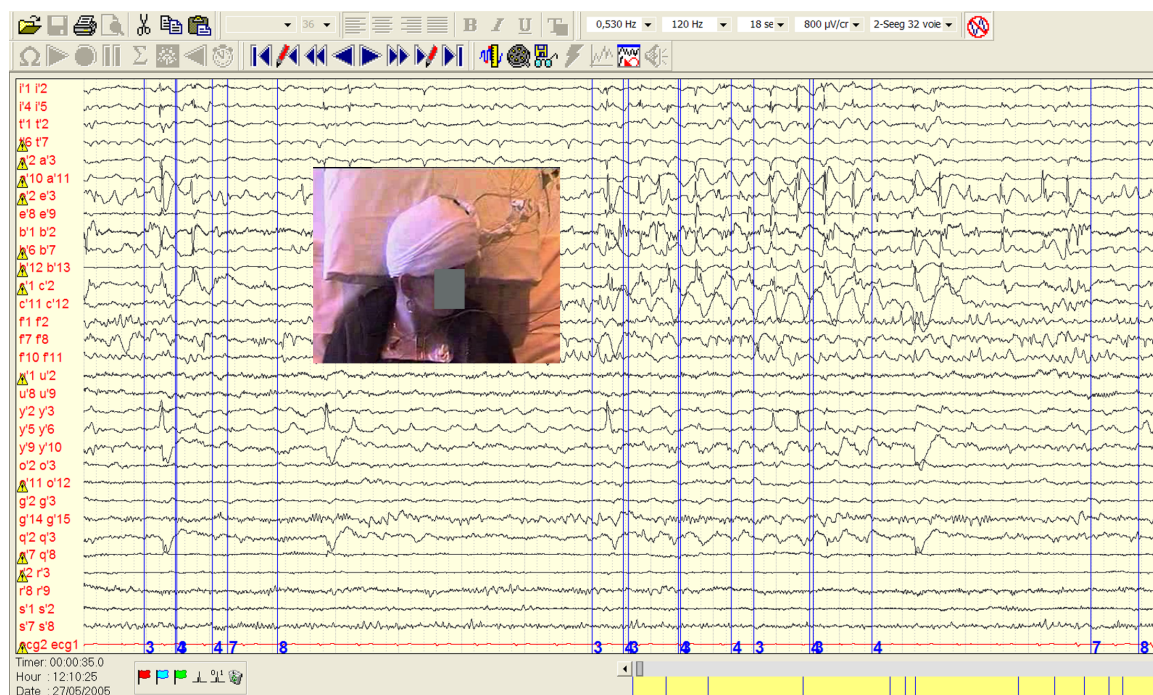 36 0,530 Hz 120 Hz 18 se 800 µV/cr 2-Seeg 32 voie
B I U T
i'1 i'2
i'4 i'5
t'1 t'2
t'6 t'7
a'2 a'3
a'10 a'11
e'2 e'3
e'8 e'9
b'1 b'2
b'6 b'7
b'12 b'13
c'1 c'2
c'11 c'12
f'1 f'2
f'7 f'8
f'10 f'11
u'1 u'2
u'8 u'9
y'2 y'3
y'5 y'6
y'9 y'10
o'2 o'3
o'11 o'12
g'2 g'3
g'14 g'15
q'2 q'3
q'7 q'8
r'2 r'3
r'8 r'9
s'1 s'2
s'7 s'8
ecg2 ecg1
3 4 7 8 3 4 3 4 7 8
Timer: 00:00:35.0
Hour : 12:10:25
Date : 27/05/2005